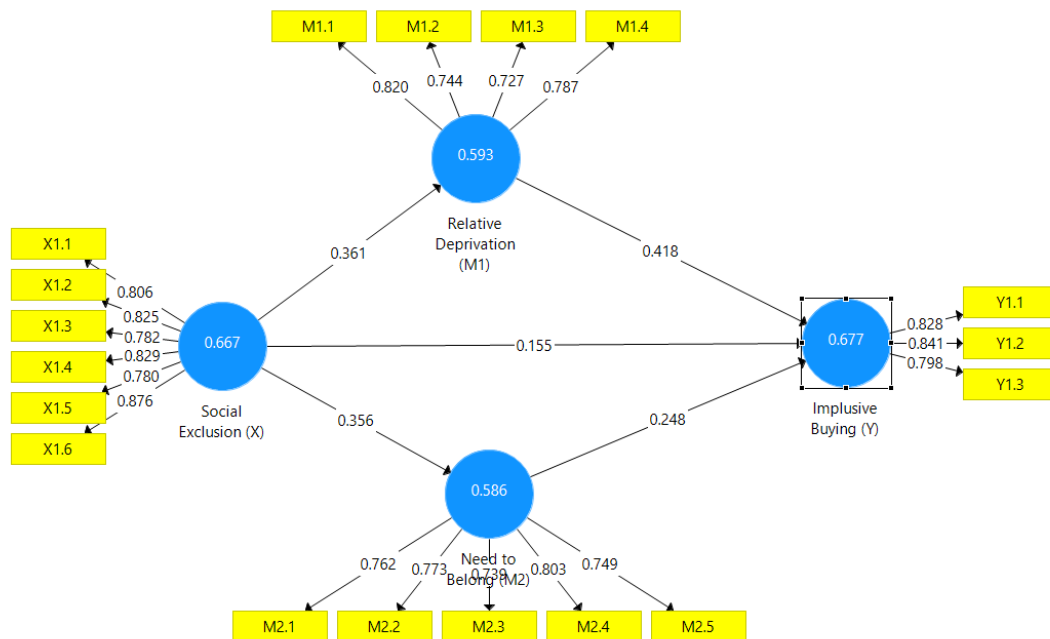 M1.1 M1.2 M1.3 M1.4
0.820 0.744 0.727 0.787
0.593
Relative
Deprivation
(M1)
0.361
0.418
X1.1
X1.2
X1.3
X1.4
X1.5
X1.6
0.806
0.825
0.782
0.829
0.780
0.876
0.667
Social
Exclusion (X)
0.155
0.677
Implusive
Buying (Y)
0.828
0.841
0.798
Y1.1
Y1.2
Y1.3
0.356
0.248
0.586
Need to
Belong (M2)
0.762 0.773 0.739 0.803 0.749
M2.1 M2.2 M2.3 M2.4 M2.5